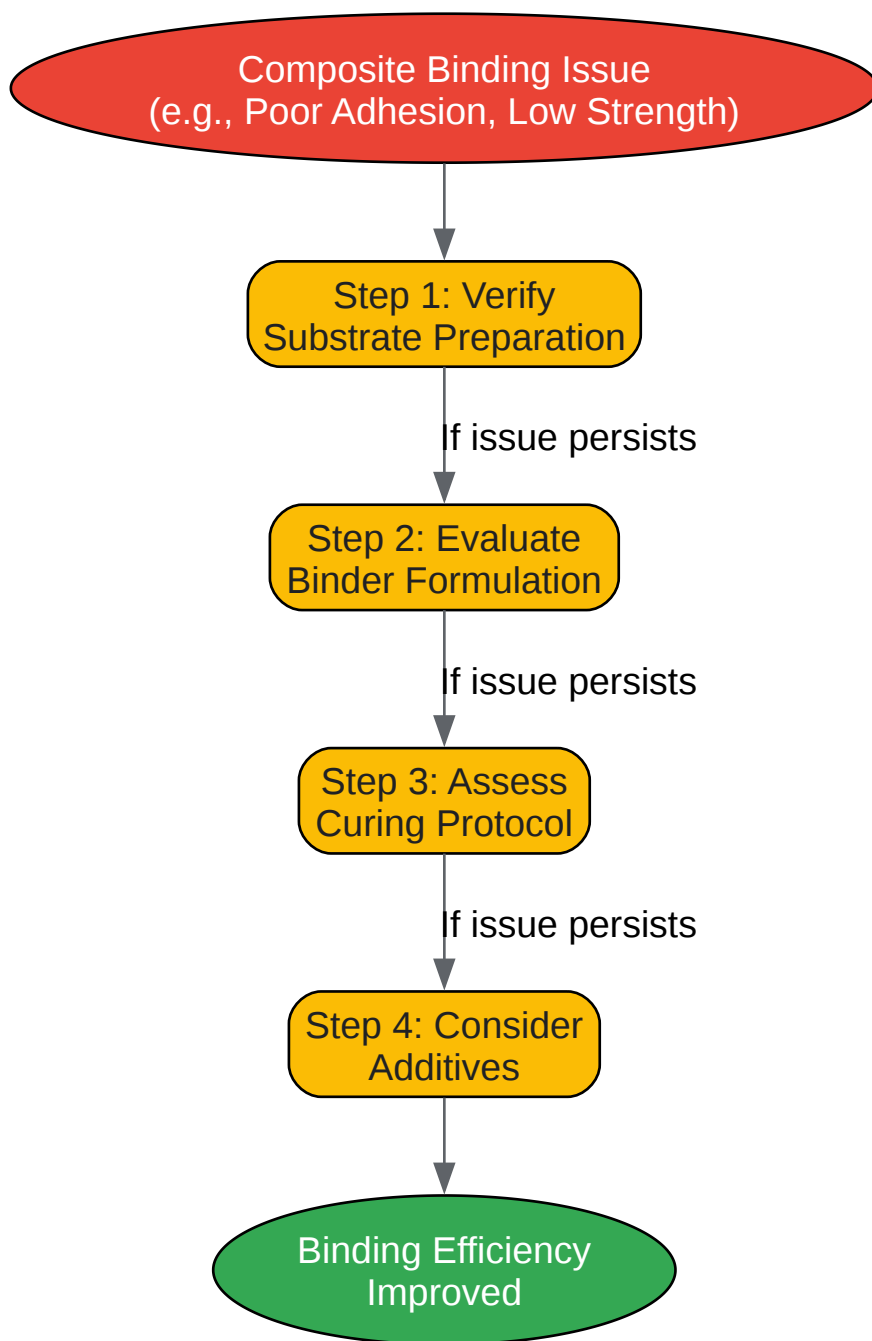 Composite Binding Issue
(e.g., Poor Adhesion, Low Strength)
Step 1: Verify
Substrate Preparation
If issue persists
Step 2: Evaluate
Binder Formulation
If issue persists
Step 3: Assess
Curing Protocol
If issue persists
Step 4: Consider
Additives
Binding Efficiency
Improved